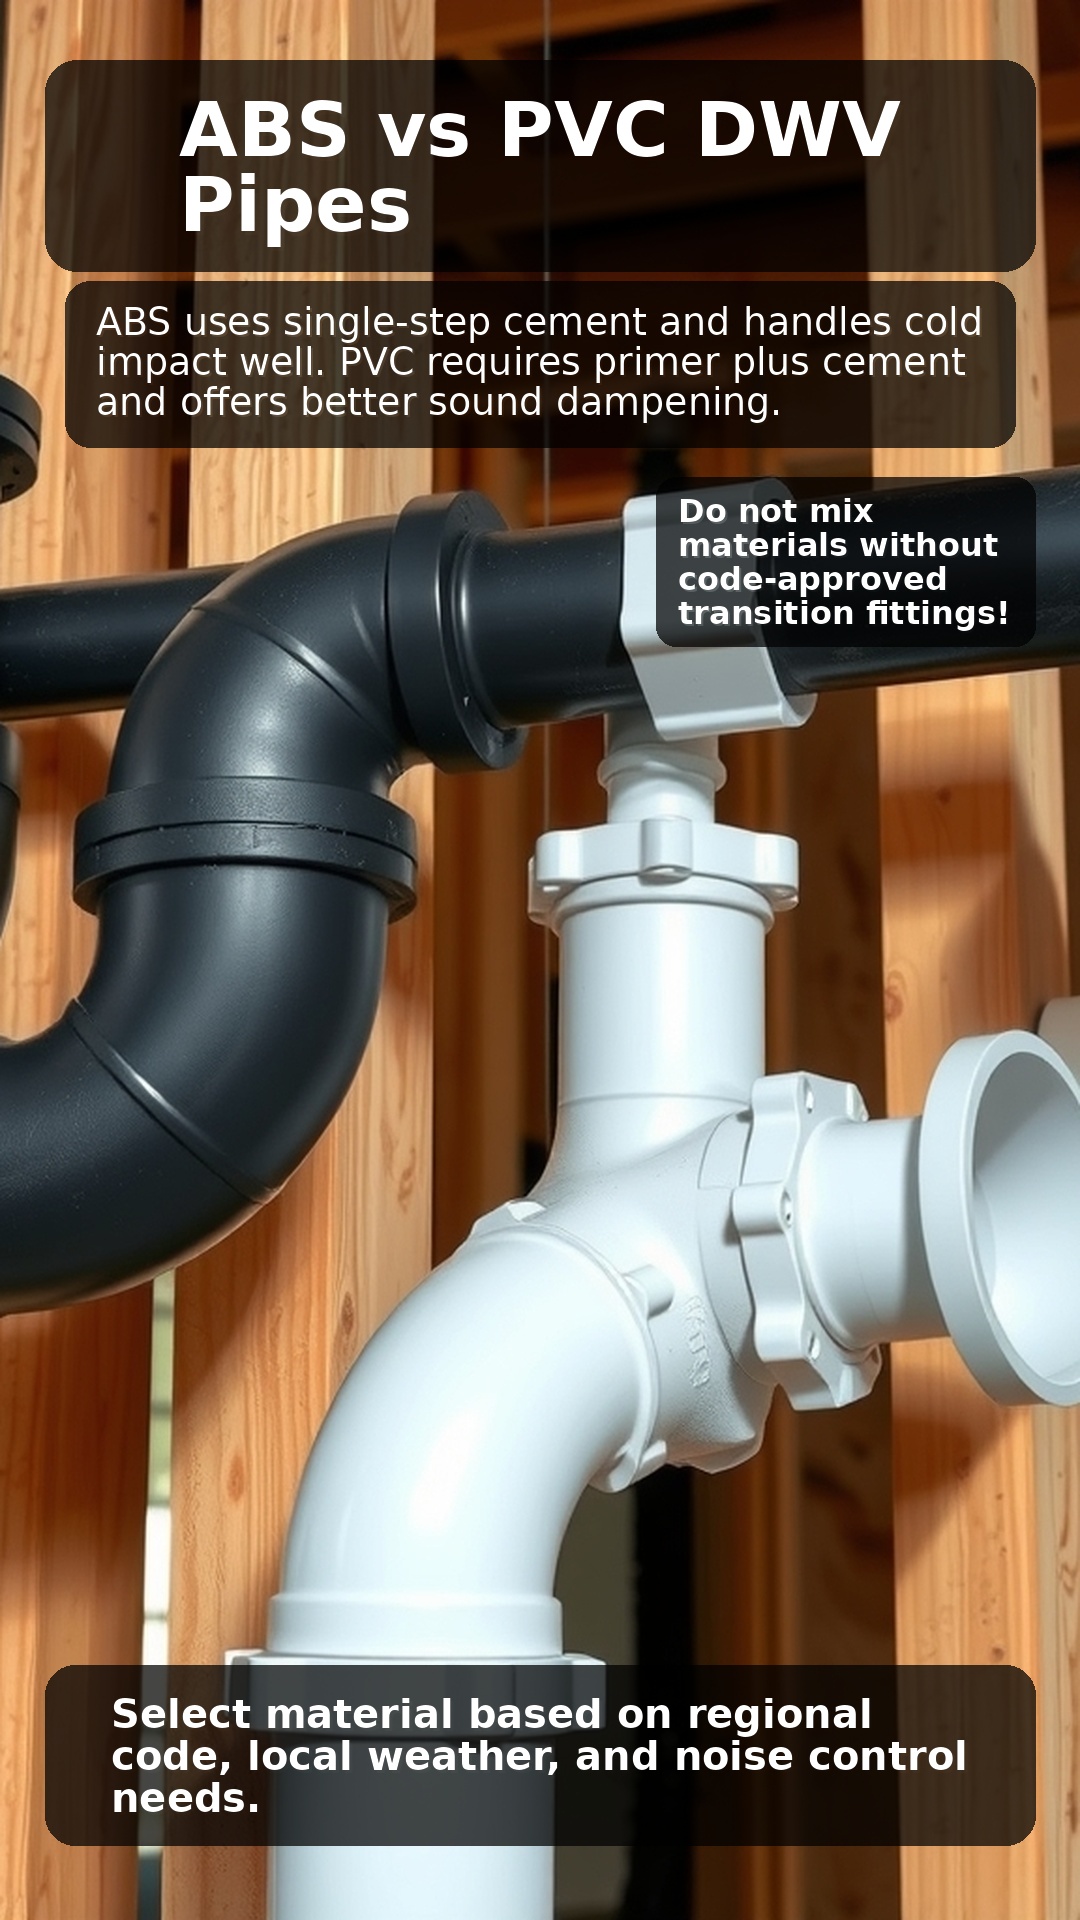 ABS vs PVC DWV
Pipes
ABS uses single-step cement and handles cold
impact well. PVC requires primer plus cement
and offers better sound dampening.
Do not mix
materials without
code-approved
transition fittings!
Select material based on regional
code, local weather, and noise control
needs.